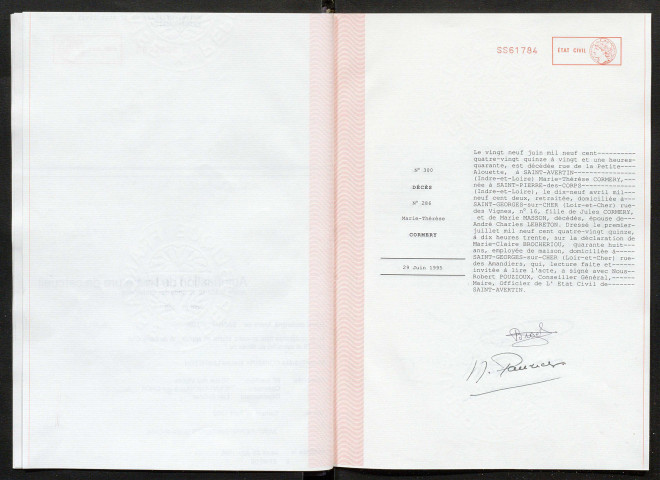 SS61784
ETAT CIVIL
N° 300
DÉCÈS
N° 286
Marie-Thérèse
CORMERY
29 Juin 1995
Le vingt neuf juin mil neuf cent----------
quatre-vingt quinze à vingt et une heures-
quarante, est décédée rue de la Petite----
Alouette, à SAINT-AVERTIN-----------------
(Indre-et-Loire) Marie-Thérèse CORMERY,---
née à SAINT-PIERRE-des-CORPS--------------
(Indre-et-Loire), le dix-neuf avril mil---
neuf cent deux, retraitée, domiciliée à---
SAINT-GEORGES-sur-CHER (Loir-et-Cher) rue-
des Vignes, n° 16, fille de Jules CORMERY,
et de Marie MASSON, décédés, épouse de----
André Charles LEBRETON. Dressé le premier-
juillet mil neuf cent quatre-vingt quinze,
à dix heures trente, sur la déclaration de
Marie-Claire BROCHERIOU, quarante huit----
ans, employée de maison, domiciliée à-----
SAINT-GEORGES-sur-CHER (Loir-et-Cher) rue-
des Amandiers, qui, lecture faite et------
invitée à lire l'acte, a signé avec Nous--
Robert POUZIOUX, Conseiller Général,------
Maire, Officier de L' Etat Civil de-------
SAINT-AVERTIN.